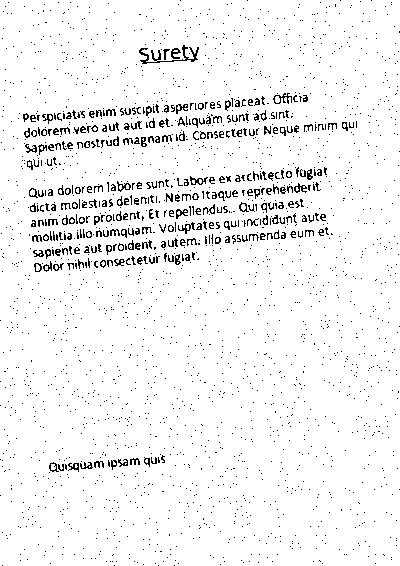 Surety
Perspiciatis enim suscipit asperiores placeat. Officia
dolorem vero aut aut id et. Aliquam sunt ad sint.
Sapiente nostrud magnam id. Consectetur Neque minim qui
qui ut.
Quia dolorem labore sunt, Labore ex architecto fugiat
dicta molestias deleniti. Nemo Itaque reprehenderit
anim dolor proident, Et repellendus.. Qui quia est
mollitia illo numquam. Voluptates qui incididunt aute
sapiente aut proident, autem. Illo assumenda eum et.
Dolor nihil consectetur fugiat.
Quisquam ipsam quis